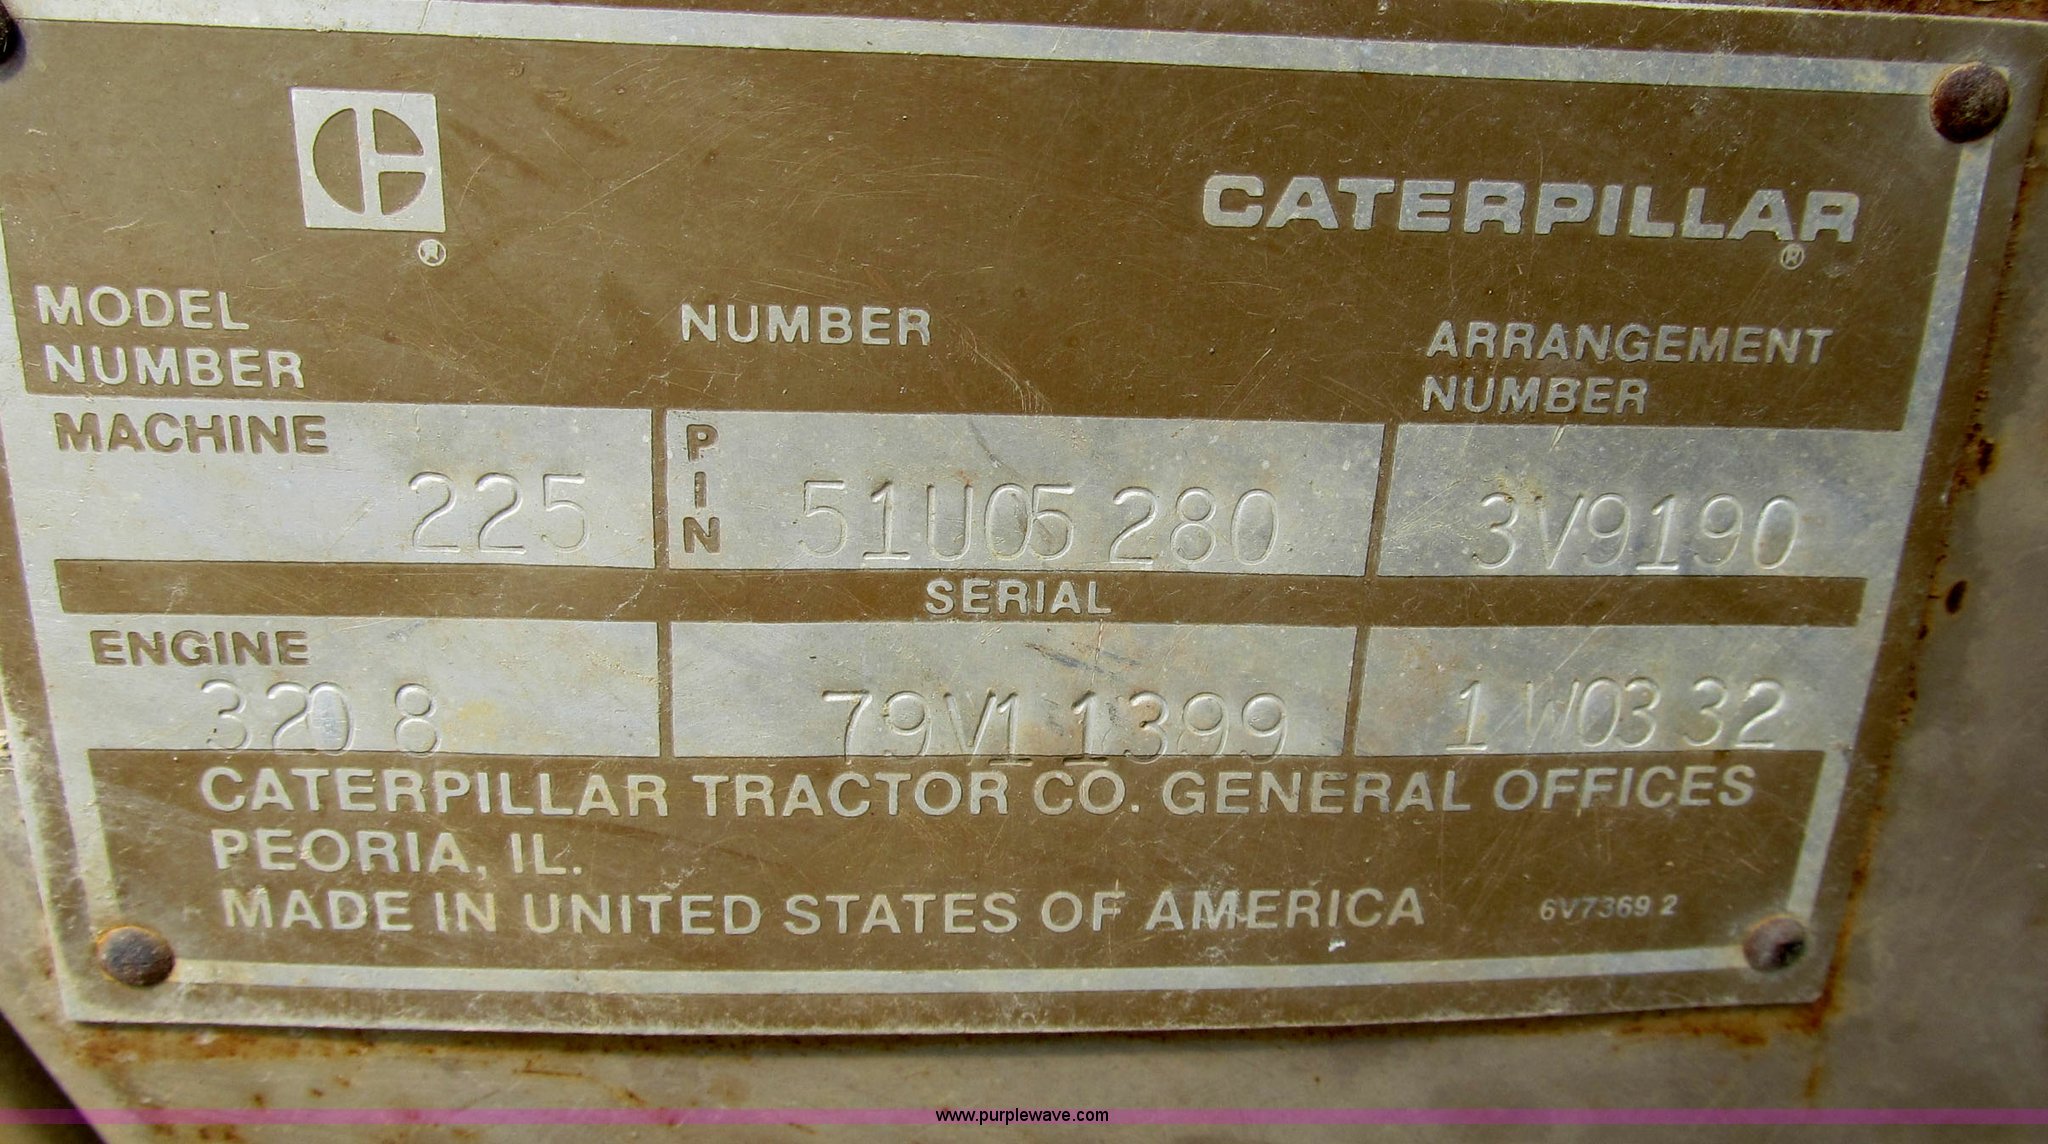 CATERPILLAR
®
®
MODEL NUMBER
NUMBER
ARRANGEMENT NUMBER
MACHINE 225
PIN 51U05280
3V9190
SERIAL
ENGINE 3208
79V11399
1W0332
CATERPILLAR TRACTOR CO. GENERAL OFFICES
PEORIA, IL.
MADE IN UNITED STATES OF AMERICA
6V7369 2
www.purplewave.com